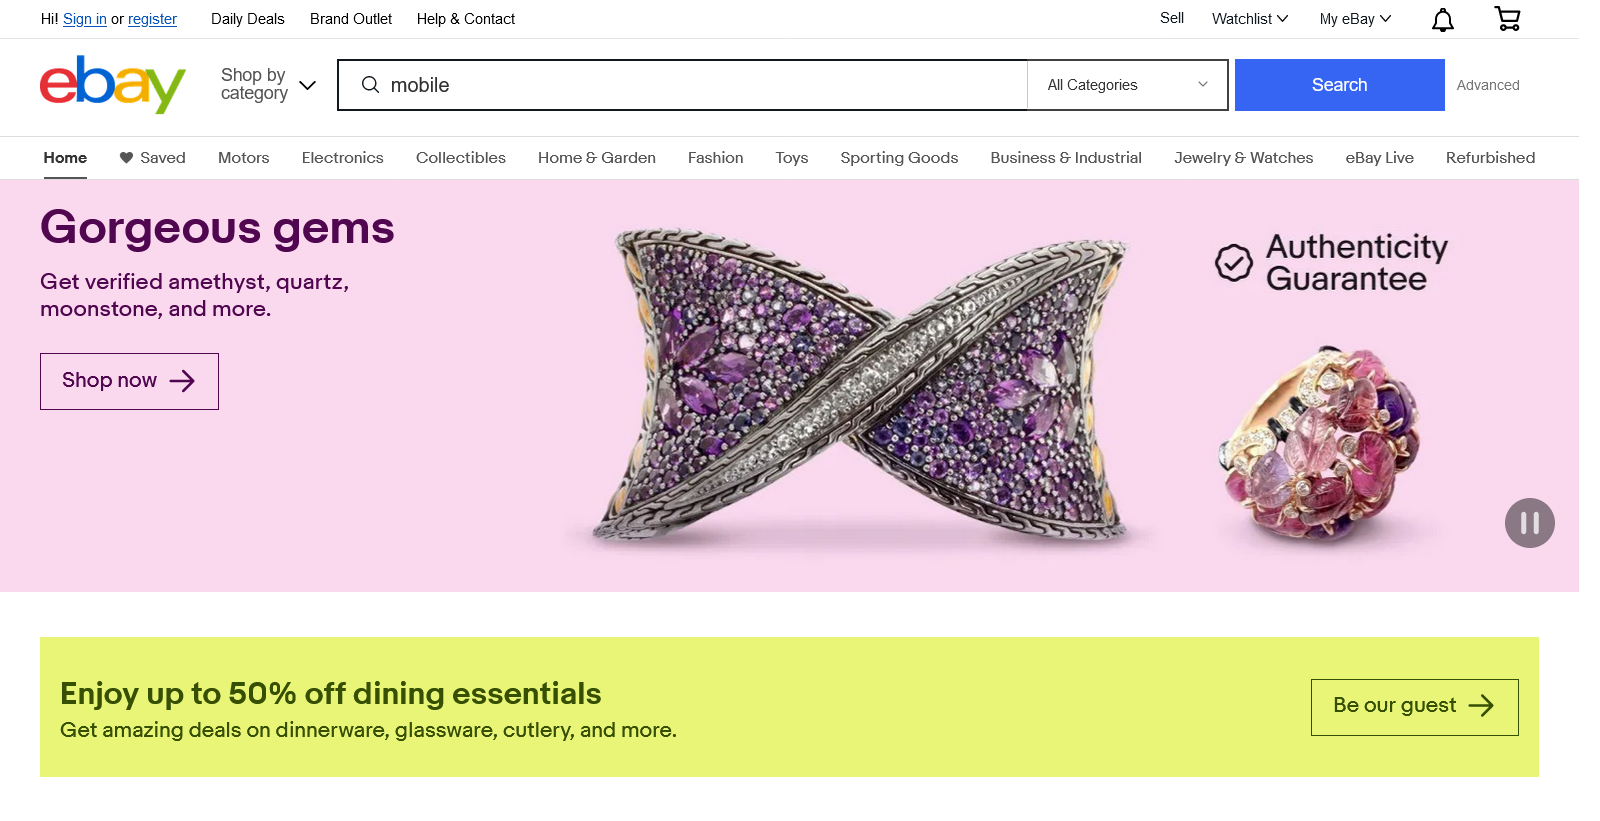 Hi! Sign in or register
Daily Deals
Brand Outlet
Help & Contact
Sell
Watchlist
My eBay
ebay
Shop by
category
mobile
All Categories
Search
Advanced
Home
Saved
Motors
Electronics
Collectibles
Home & Garden
Fashion
Toys
Sporting Goods
Business & Industrial
Jewelry & Watches
eBay Live
Refurbished
Gorgeous gems
Get verified amethyst, quartz,
moonstone, and more.
Shop now
Authenticity
Guarantee
Enjoy up to 50% off dining essentials
Get amazing deals on dinnerware, glassware, cutlery, and more.
Be our guest